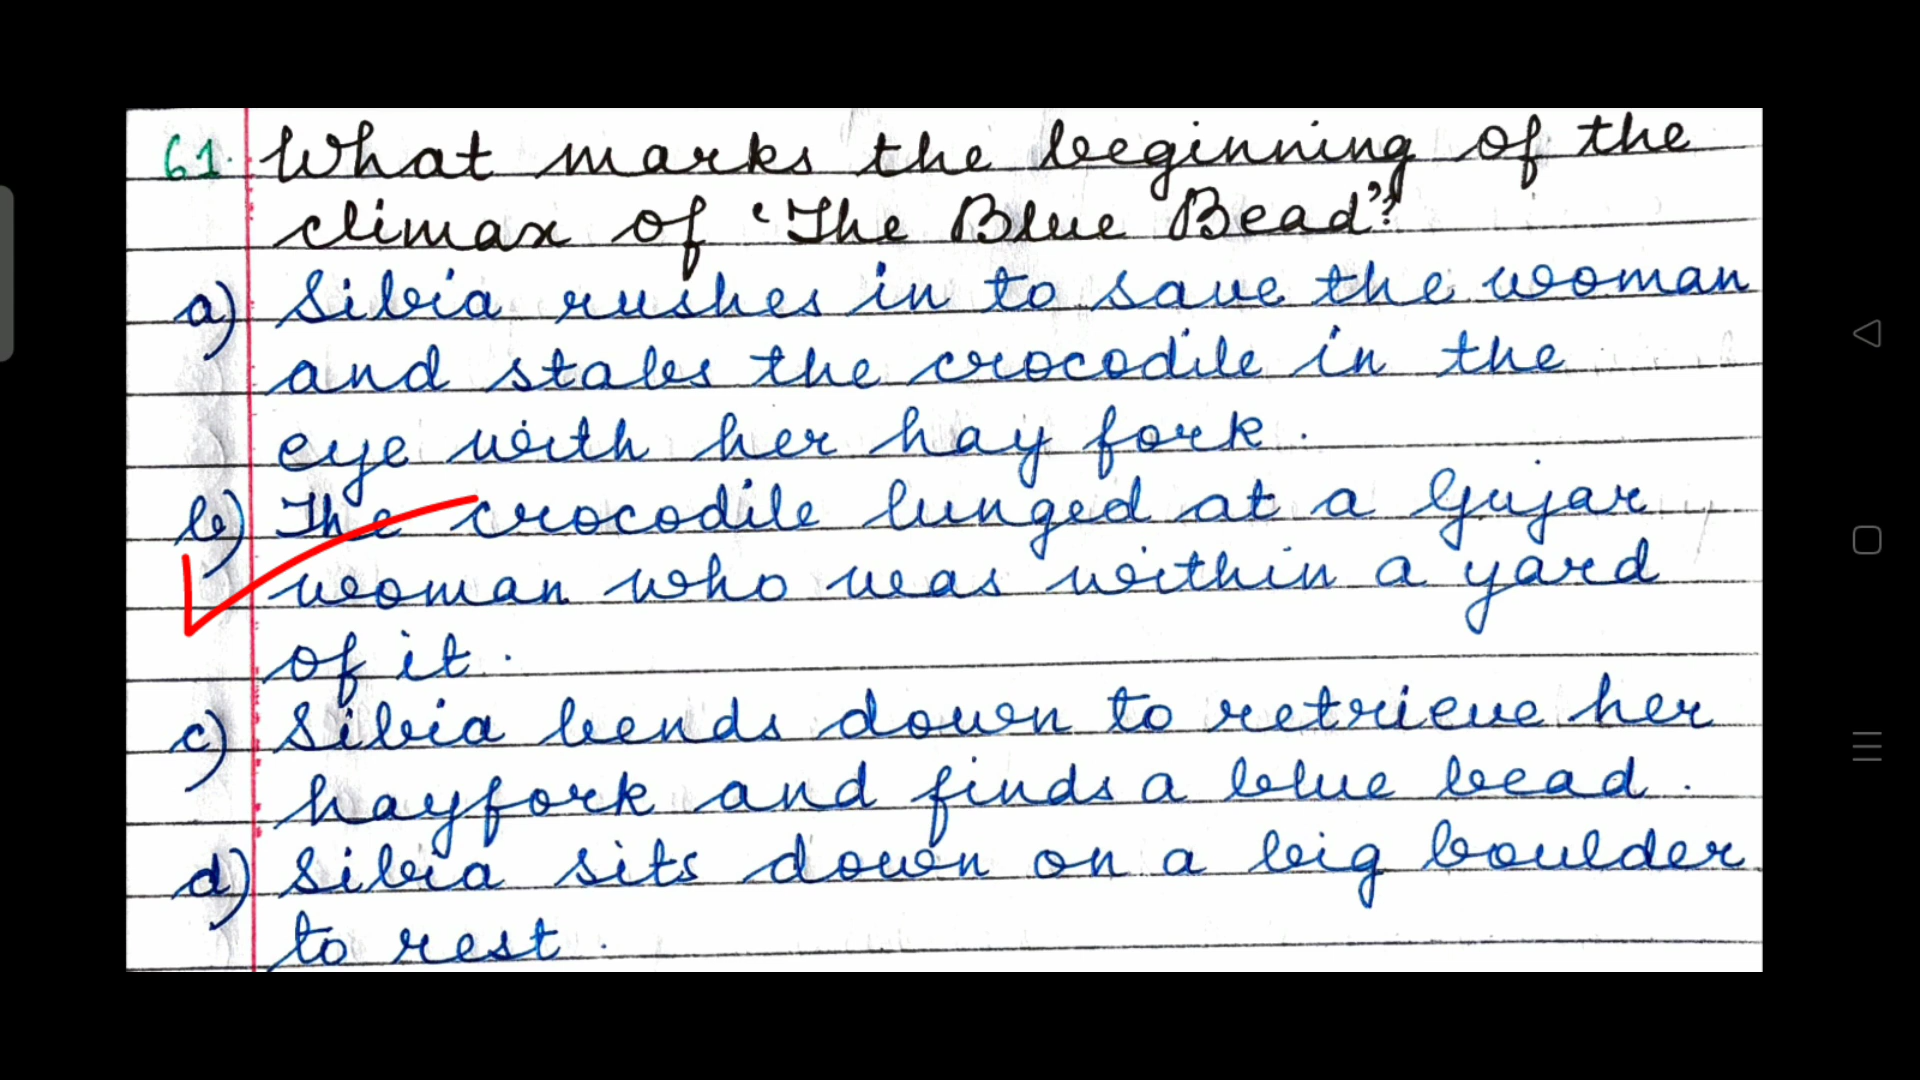 61. What marks the beginning of the
climax of 'The Blue Bead'?
a) Sibia rushes in to save the woman
and stabs the crocodile in the
eye with her hay fork.
b) The crocodile lunged at a Gujar
woman who was within a yard
of it.
c) Sibia bends down to retrieve her
hayfork and finds a blue bead.
d) Sibia sits down on a big boulder
to rest.